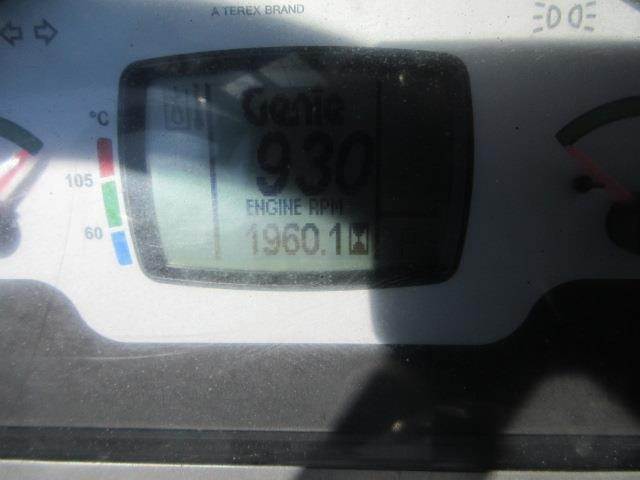 A TEREX BRAND
Genie
°C
930
105
ENGINE RPM
60
1960.1